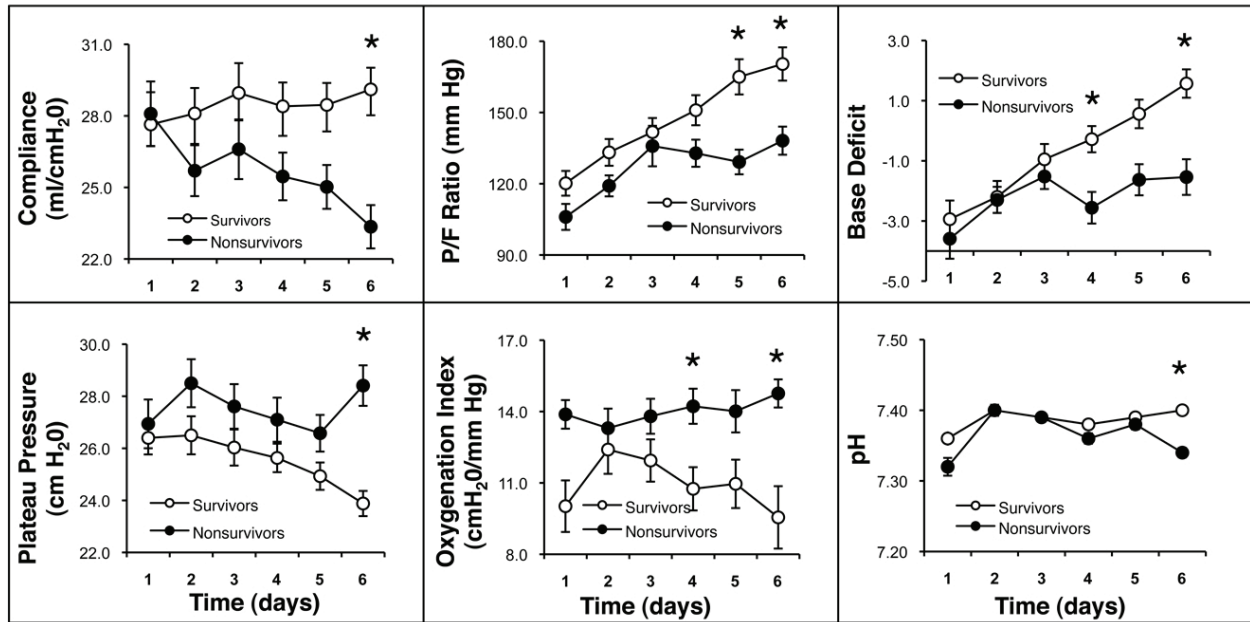 Compliance
(ml/cmH20)
31.0
28.0
25.0
22.0
*
Survivors
Nonsurvivors
1 2 3 4 5 6
P/F Ratio (mm Hg)
180.0
150.0
120.0
90.0
* *
Survivors
Nonsurvivors
1 2 3 4 5 6
Base Deficit
3.0
1.0
-1.0
-3.0
-5.0
* *
Survivors
Nonsurvivors
1 2 3 4 5 6
Plateau Pressure
(cm H20)
30.0
28.0
26.0
24.0
22.0
*
Survivors
Nonsurvivors
1 2 3 4 5 6
Time (days)
Oxygenation Index
(cmH20/mm Hg)
17.0
14.0
11.0
8.0
* *
Survivors
Nonsurvivors
1 2 3 4 5 6
Time (days)
pH
7.50
7.40
7.30
7.20
*
Survivors
Nonsurvivors
1 2 3 4 5 6
Time (days)